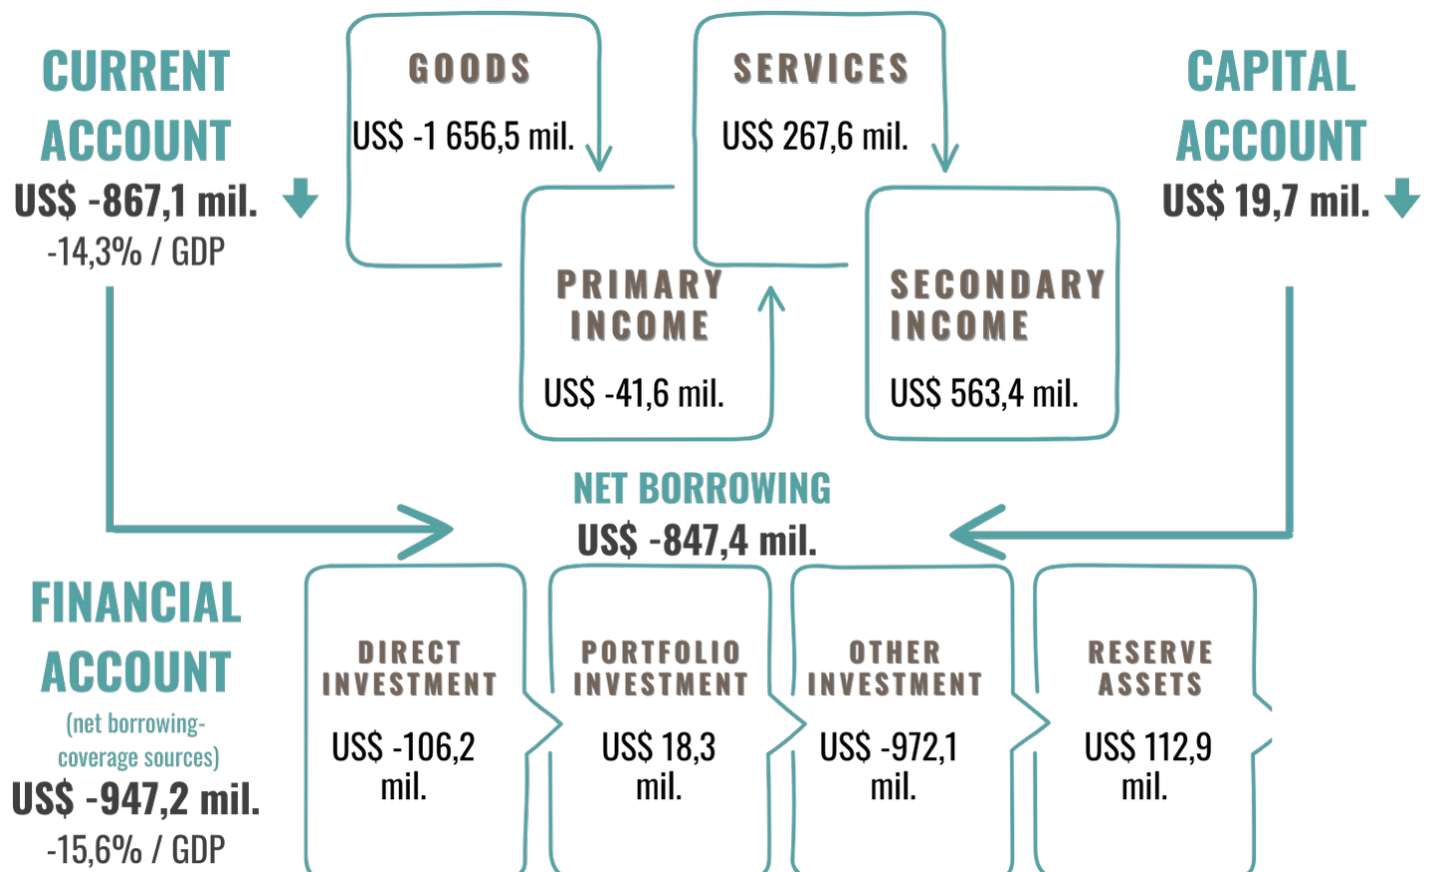 CURRENT
ACCOUNT
US$ -867,1 mil.
-14,3% / GDP
GOODS
US$ -1 656,5 mil.
SERVICES
US$ 267,6 mil.
PRIMARY
INCOME
US$ -41,6 mil.
SECONDARY
INCOME
US$ 563,4 mil.
CAPITAL
ACCOUNT
US$ 19,7 mil.
NET BORROWING
US$ -847,4 mil.
FINANCIAL
ACCOUNT
(net borrowing-
coverage sources)
US$ -947,2 mil.
-15,6% / GDP
DIRECT
INVESTMENT
US$ -106,2
mil.
PORTFOLIO
INVESTMENT
US$ 18,3
mil.
OTHER
INVESTMENT
US$ -972,1
mil.
RESERVE
ASSETS
US$ 112,9
mil.